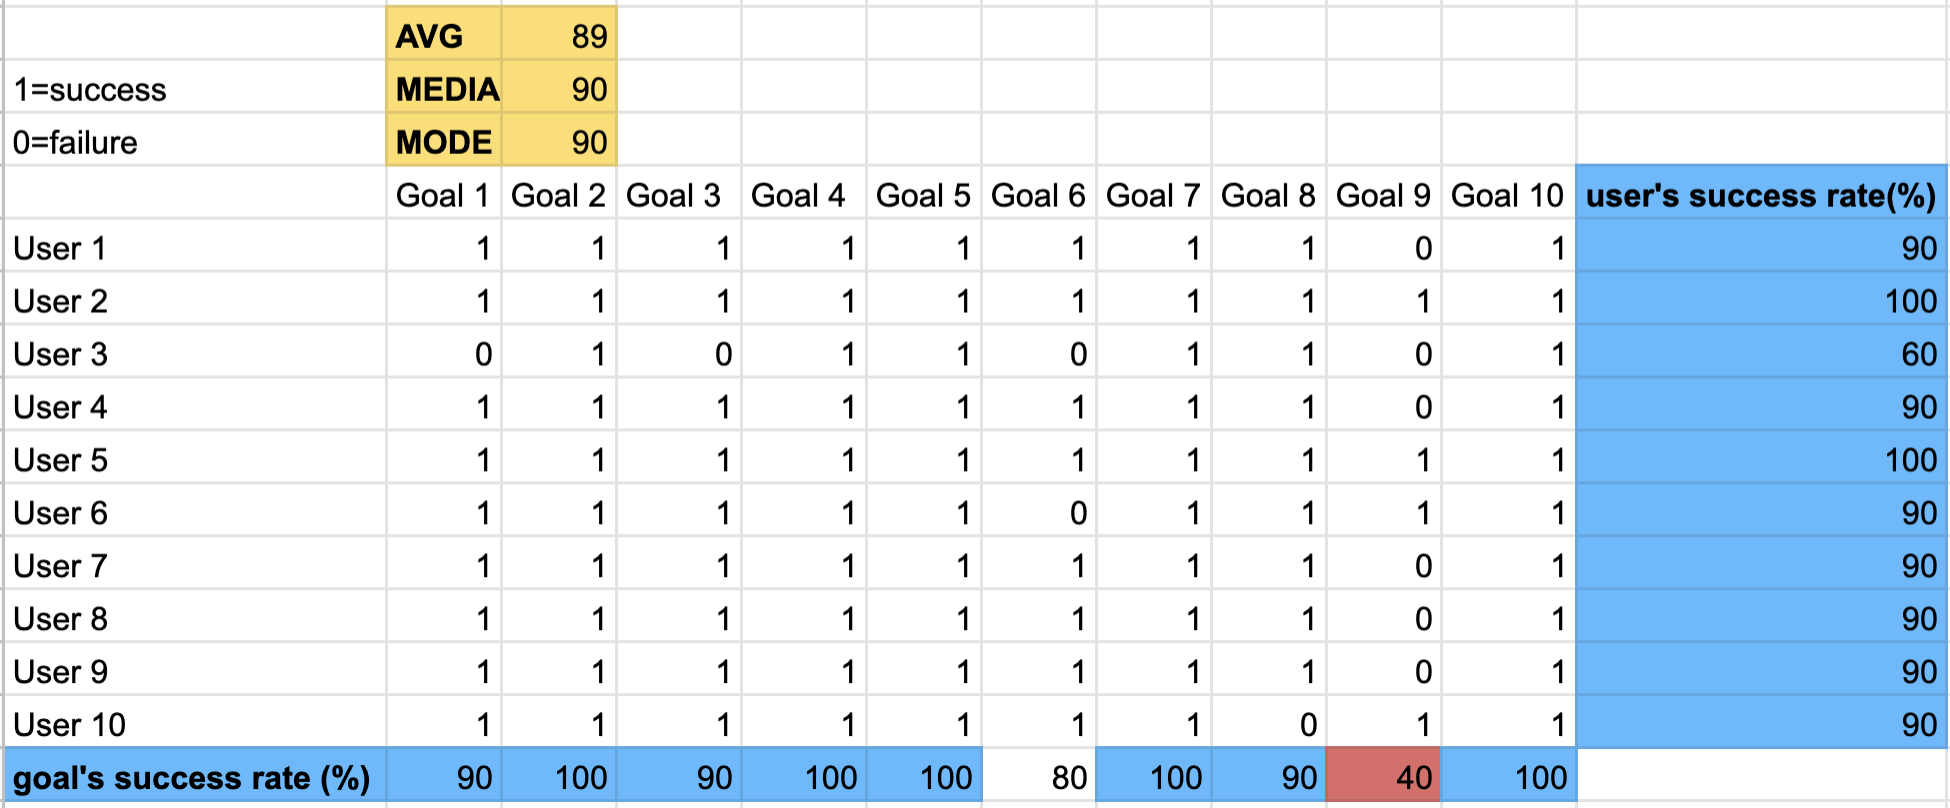 AVG 89
1=success MEDIA 90
0=failure MODE 90
Goal 1 Goal 2 Goal 3 Goal 4 Goal 5 Goal 6 Goal 7 Goal 8 Goal 9 Goal 10 user's success rate(%)
User 1 1 1 1 1 1 1 1 1 0 1 90
User 2 1 1 1 1 1 1 1 1 1 1 100
User 3 0 1 0 1 1 0 1 1 0 1 60
User 4 1 1 1 1 1 1 1 1 0 1 90
User 5 1 1 1 1 1 1 1 1 1 1 100
User 6 1 1 1 1 1 0 1 1 1 1 90
User 7 1 1 1 1 1 1 1 1 0 1 90
User 8 1 1 1 1 1 1 1 1 0 1 90
User 9 1 1 1 1 1 1 1 1 0 1 90
User 10 1 1 1 1 1 1 1 0 1 1 90
goal's success rate (%) 90 100 90 100 100 80 100 90 40 100